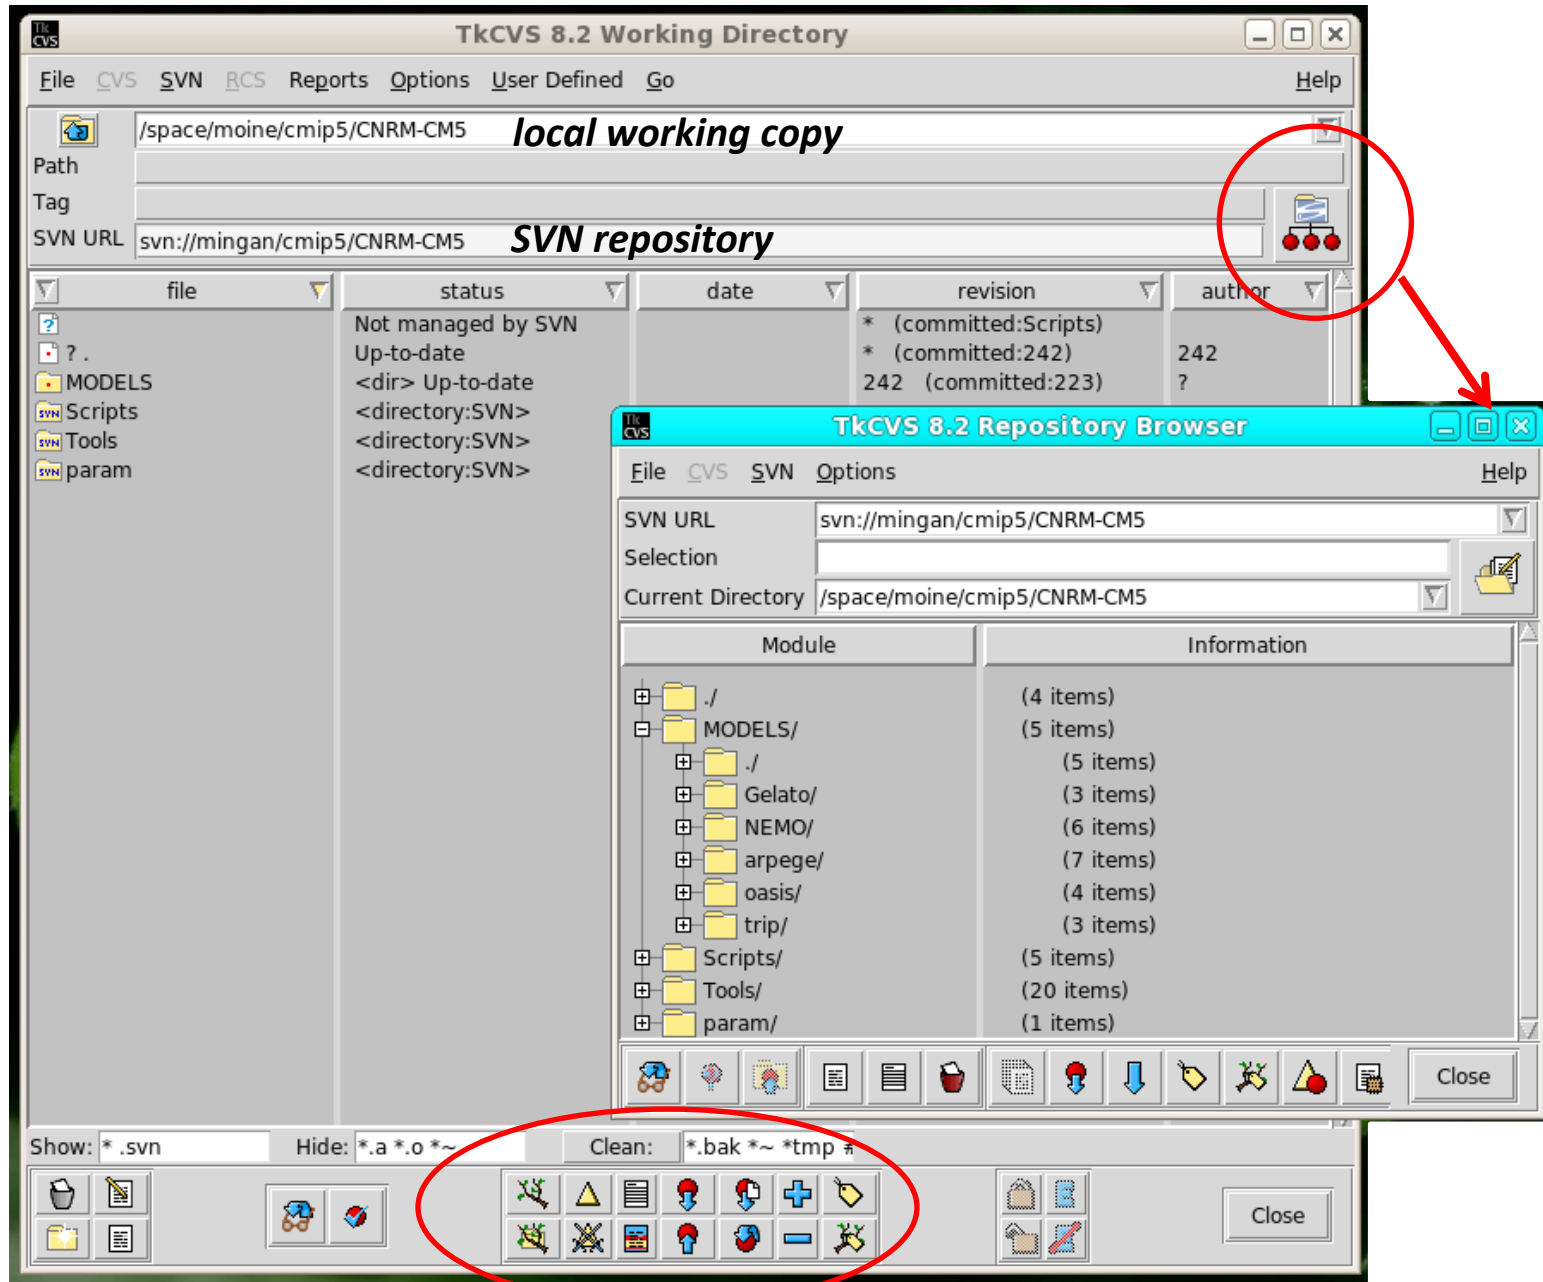 Tk
CVS
TkCVS 8.2 Working Directory
File CVS SVN RCS Reports Options User Defined Go Help
/space/moine/cmip5/CNRM-CM5 local working copy
Path
Tag
SVN URL svn://mingan/cmip5/CNRM-CM5 SVN repository
file status date revision author
? Not managed by SVN * (committed:Scripts)
? . Up-to-date * (committed:242) 242
MODELS <dir> Up-to-date 242 (committed:223) ?
SVN Scripts <directory:SVN>
SVN Tools <directory:SVN>
SVN param <directory:SVN>
Tk
CVS
TkCVS 8.2 Repository Browser
File CVS SVN Options Help
SVN URL svn://mingan/cmip5/CNRM-CM5
Selection
Current Directory /space/moine/cmip5/CNRM-CM5
Module Information
./ (4 items)
MODELS/ (5 items)
./ (5 items)
Gelato/ (3 items)
NEMO/ (6 items)
arpege/ (7 items)
oasis/ (4 items)
trip/ (3 items)
Scripts/ (5 items)
Tools/ (20 items)
param/ (1 items)
Close
Show: * .svn Hide: *.a *.o *~ Clean: *.bak *~ *tmp #
Close